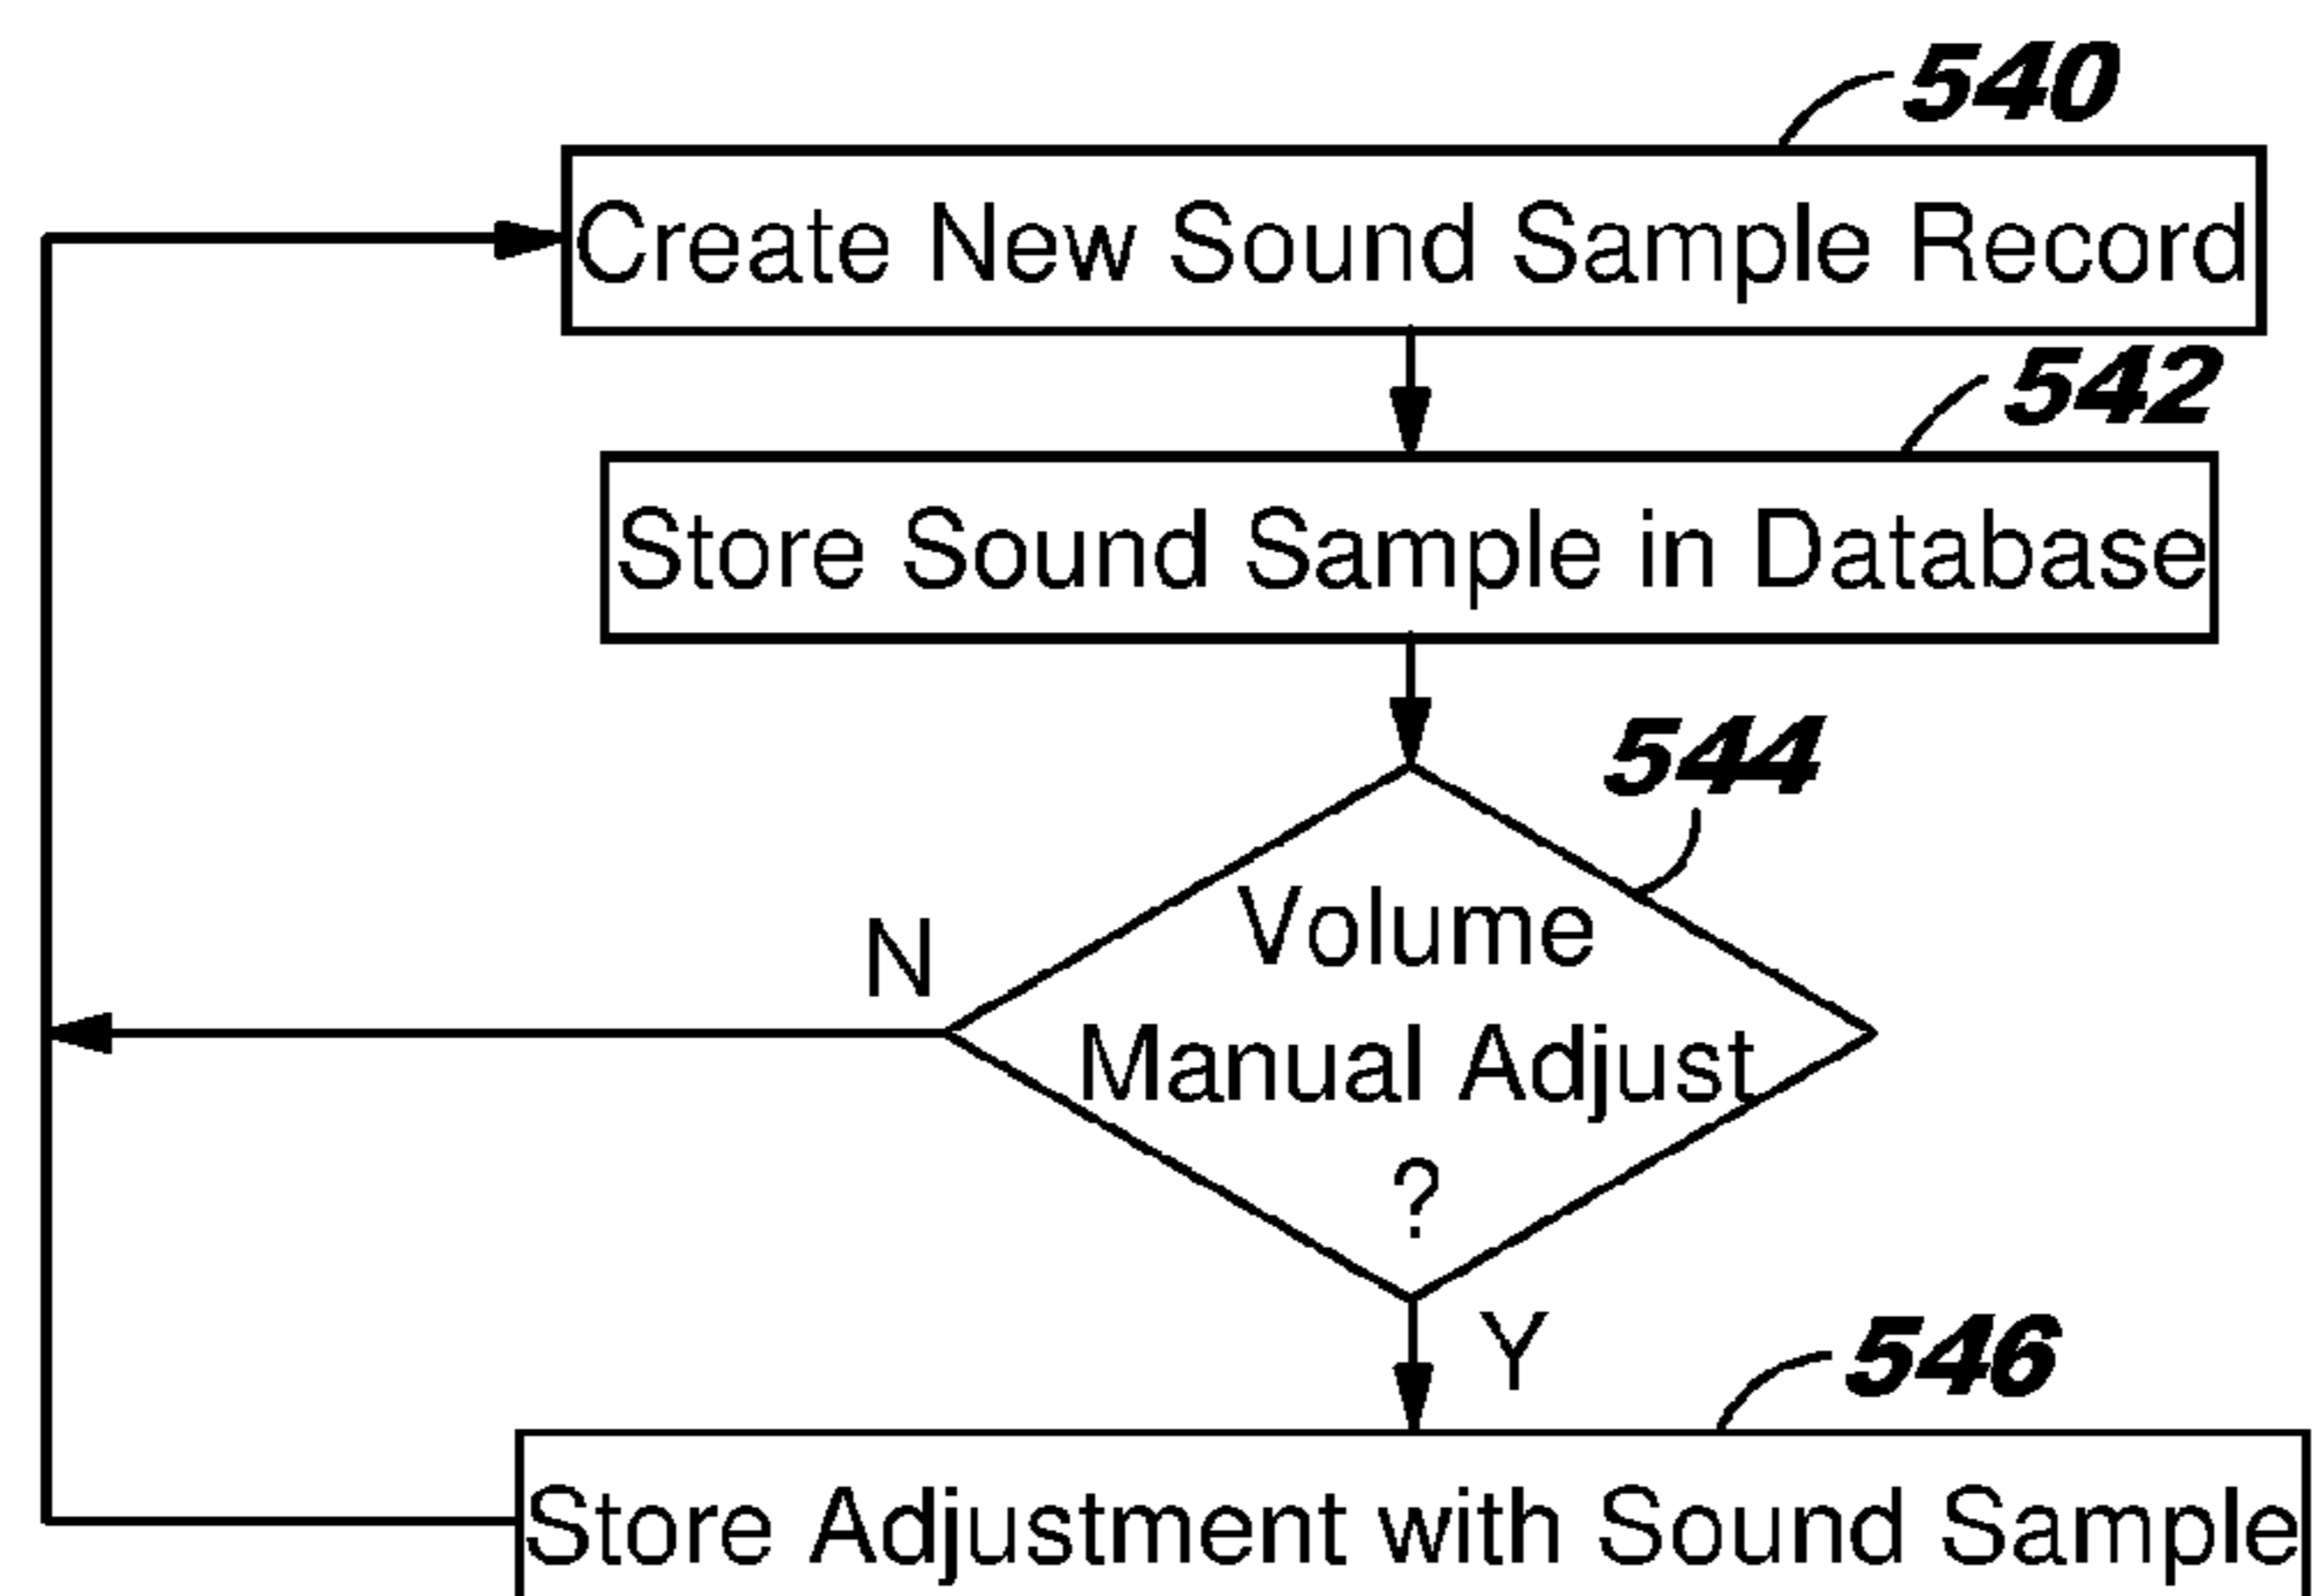 540
Create New Sound Sample Record
542
Store Sound Sample in Database
544
Volume
Manual Adjust
?
N
Y
546
Store Adjustment with Sound Sample